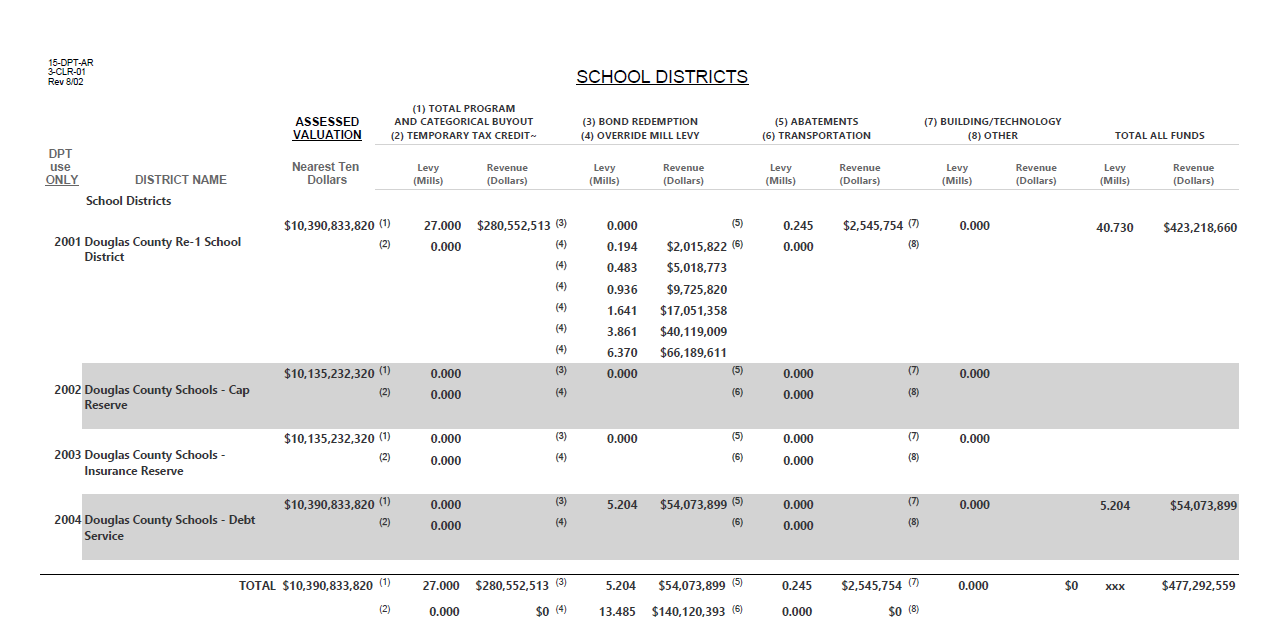 15-DPT-AR
3-CLR-01
Rev 8/02
SCHOOL DISTRICTS
(1) TOTAL PROGRAM
ASSESSED AND CATEGORICAL BUYOUT (3) BOND REDEMPTION (5) ABATEMENTS (7) BUILDING/TECHNOLOGY
VALUATION (2) TEMPORARY TAX CREDIT~ (4) OVERRIDE MILL LEVY (6) TRANSPORTATION (8) OTHER TOTAL ALL FUNDS
DPT
use Nearest Ten Levy Revenue Levy Revenue Levy Revenue Levy Revenue Levy Revenue
ONLY DISTRICT NAME Dollars (Mills) (Dollars) (Mills) (Dollars) (Mills) (Dollars) (Mills) (Dollars) (Mills) (Dollars)
School Districts
$10,390,833,820 (1) 27.000 $280,552,513 (3) 0.000 (5) 0.245 $2,545,754 (7) 0.000 40.730 $423,218,660
2001 Douglas County Re-1 School (2) 0.000 (4) 0.194 $2,015,822 (6) 0.000 (8)
District
(4) 0.483 $5,018,773
(4) 0.936 $9,725,820
(4) 1.641 $17,051,358
(4) 3.861 $40,119,009
(4) 6.370 $66,189,611
$10,135,232,320 (1) 0.000 (3) 0.000 (5) 0.000 (7) 0.000
2002 Douglas County Schools - Cap (2) 0.000 (4) (6) 0.000 (8)
Reserve
$10,135,232,320 (1) 0.000 (3) 0.000 (5) 0.000 (7) 0.000
2003 Douglas County Schools - (2) 0.000 (4) (6) 0.000 (8)
Insurance Reserve
$10,390,833,820 (1) 0.000 (3) 5.204 $54,073,899 (5) 0.000 (7) 0.000 5.204 $54,073,899
2004 Douglas County Schools - Debt (2) 0.000 (4) (6) 0.000 (8)
Service
TOTAL $10,390,833,820 (1) 27.000 $280,552,513 (3) 5.204 $54,073,899 (5) 0.245 $2,545,754 (7) 0.000 $0 xxx $477,292,559
(2) 0.000 $0 (4) 13.485 $140,120,393 (6) 0.000 $0 (8)